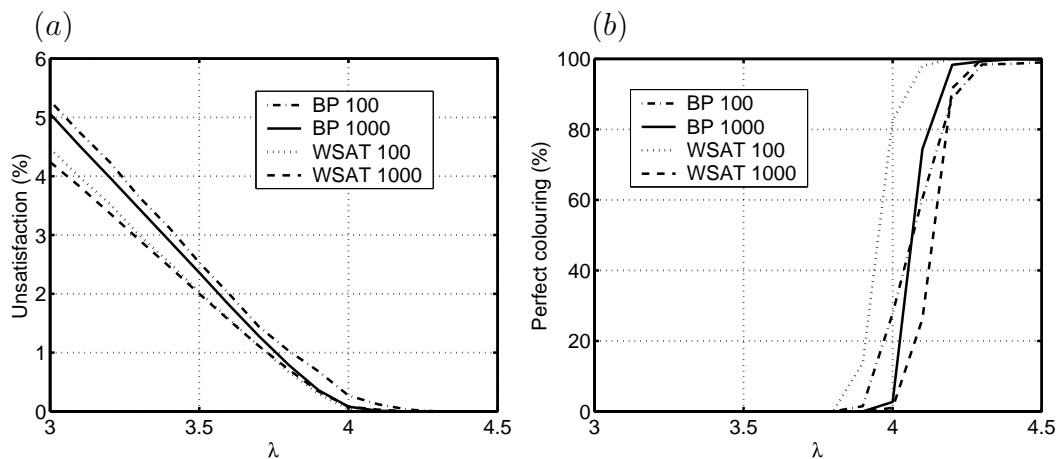 (a)
6
5
4
3
2
1
0
Unsatisfaction (%)
BP 100
BP 1000
WSAT 100
WSAT 1000
3
3.5
4
4.5
λ
(b)
100
80
60
40
20
0
Perfect colouring (%)
BP 100
BP 1000
WSAT 100
WSAT 1000
3
3.5
4
4.5
λ